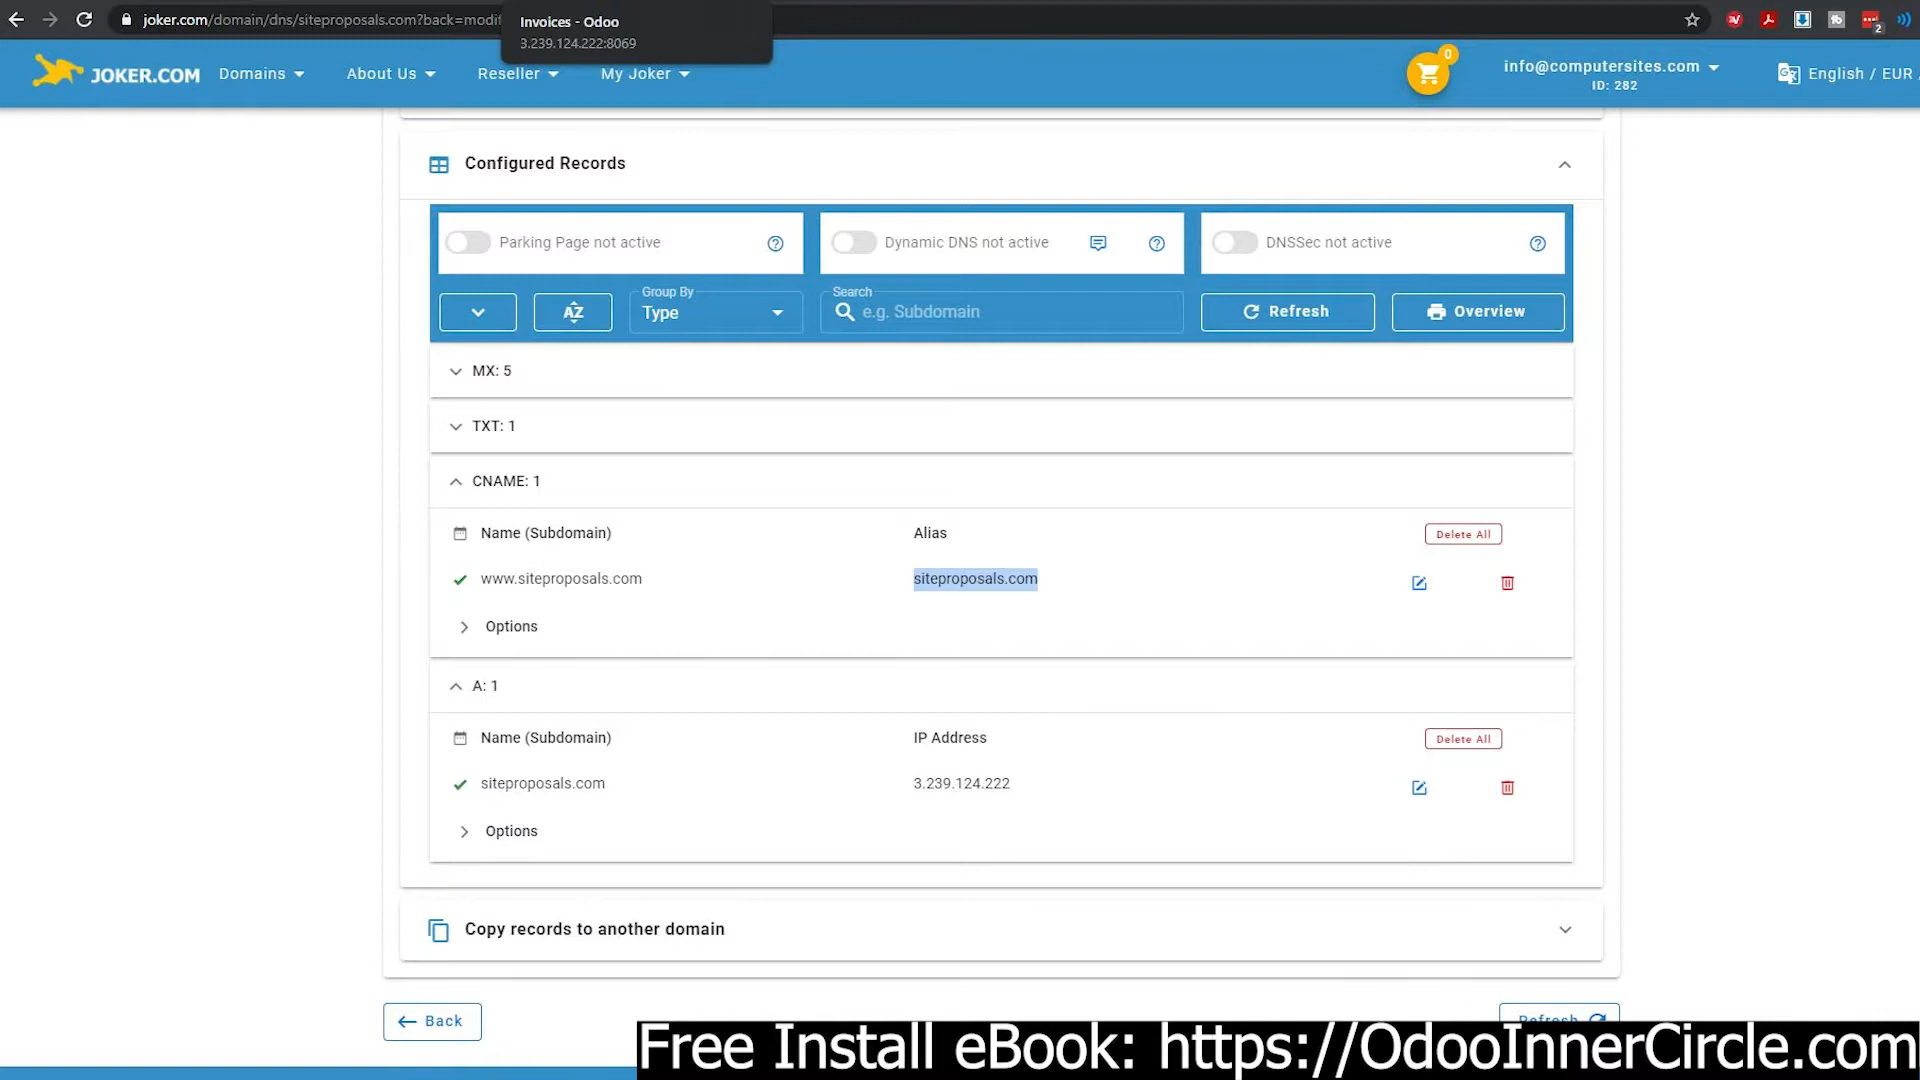 joker.com/domain/dns/siteproposals.com?back=modif
Invoices - Odoo
3.239.124.222:8069
2
JOKER.COM
Domains
About Us
Reseller
My Joker
0
info@computersites.com
ID: 282
English / EUR /
Configured Records
Parking Page not active
Dynamic DNS not active
DNSSec not active
AZ
Group By
Type
Search
e.g. Subdomain
Refresh
Overview
MX: 5
TXT: 1
CNAME: 1
Name (Subdomain)
Alias
Delete All
www.siteproposals.com
siteproposals.com
Options
A: 1
Name (Subdomain)
IP Address
Delete All
siteproposals.com
3.239.124.222
Options
Copy records to another domain
Back
Refresh
Free Install eBook: https://OdooInnerCircle.com